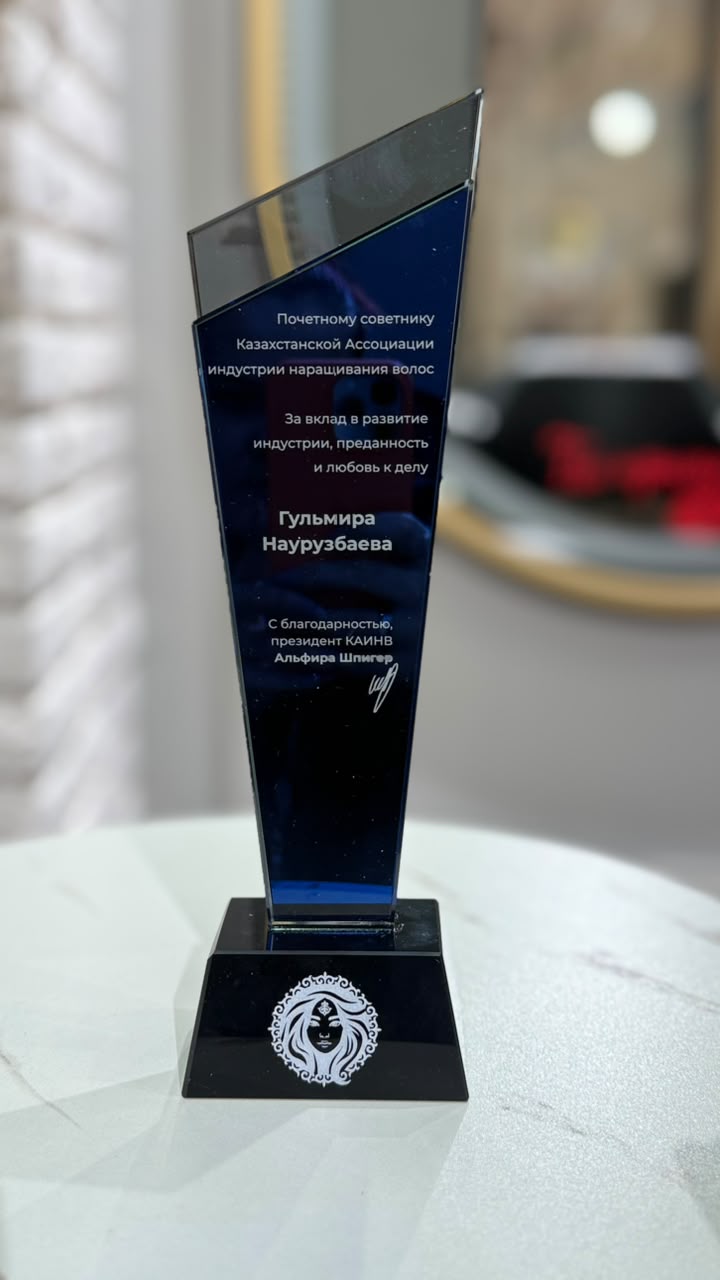 Почетному советнику
Казахстанской Ассоциации
индустрии наращивания волос
За вклад в развитие
индустрии, преданность
и любовь к делу
Гульмира
Наурузбаева
С благодарностью,
президент КАИНВ
Альфира Шпигер